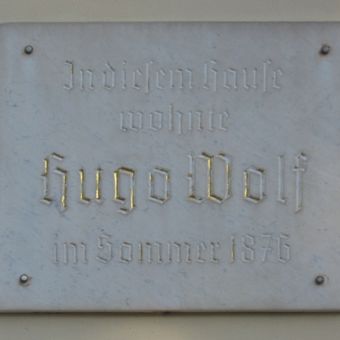 In diesem Hause
wohnte
Hugo Wolf
im Sommer 1876